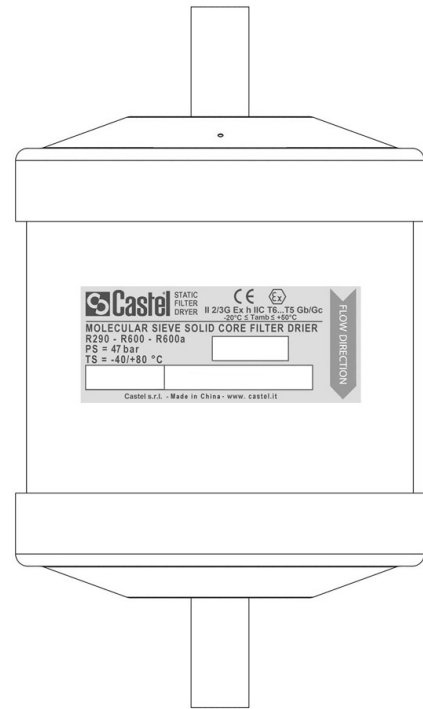 Castel STATIC FILTER DRYER
CE Ex
II 2/3G Ex h IIC T6...T5 Gb/Gc
-20°C ≤ Tamb ≤ +50°C
MOLECULAR SIEVE SOLID CORE FILTER DRIER
R290 - R600 - R600a
PS = 47 bar
TS = -40/+80 °C
Castel s.r.l. - Made in China - www. castel.it
FLOW DIRECTION